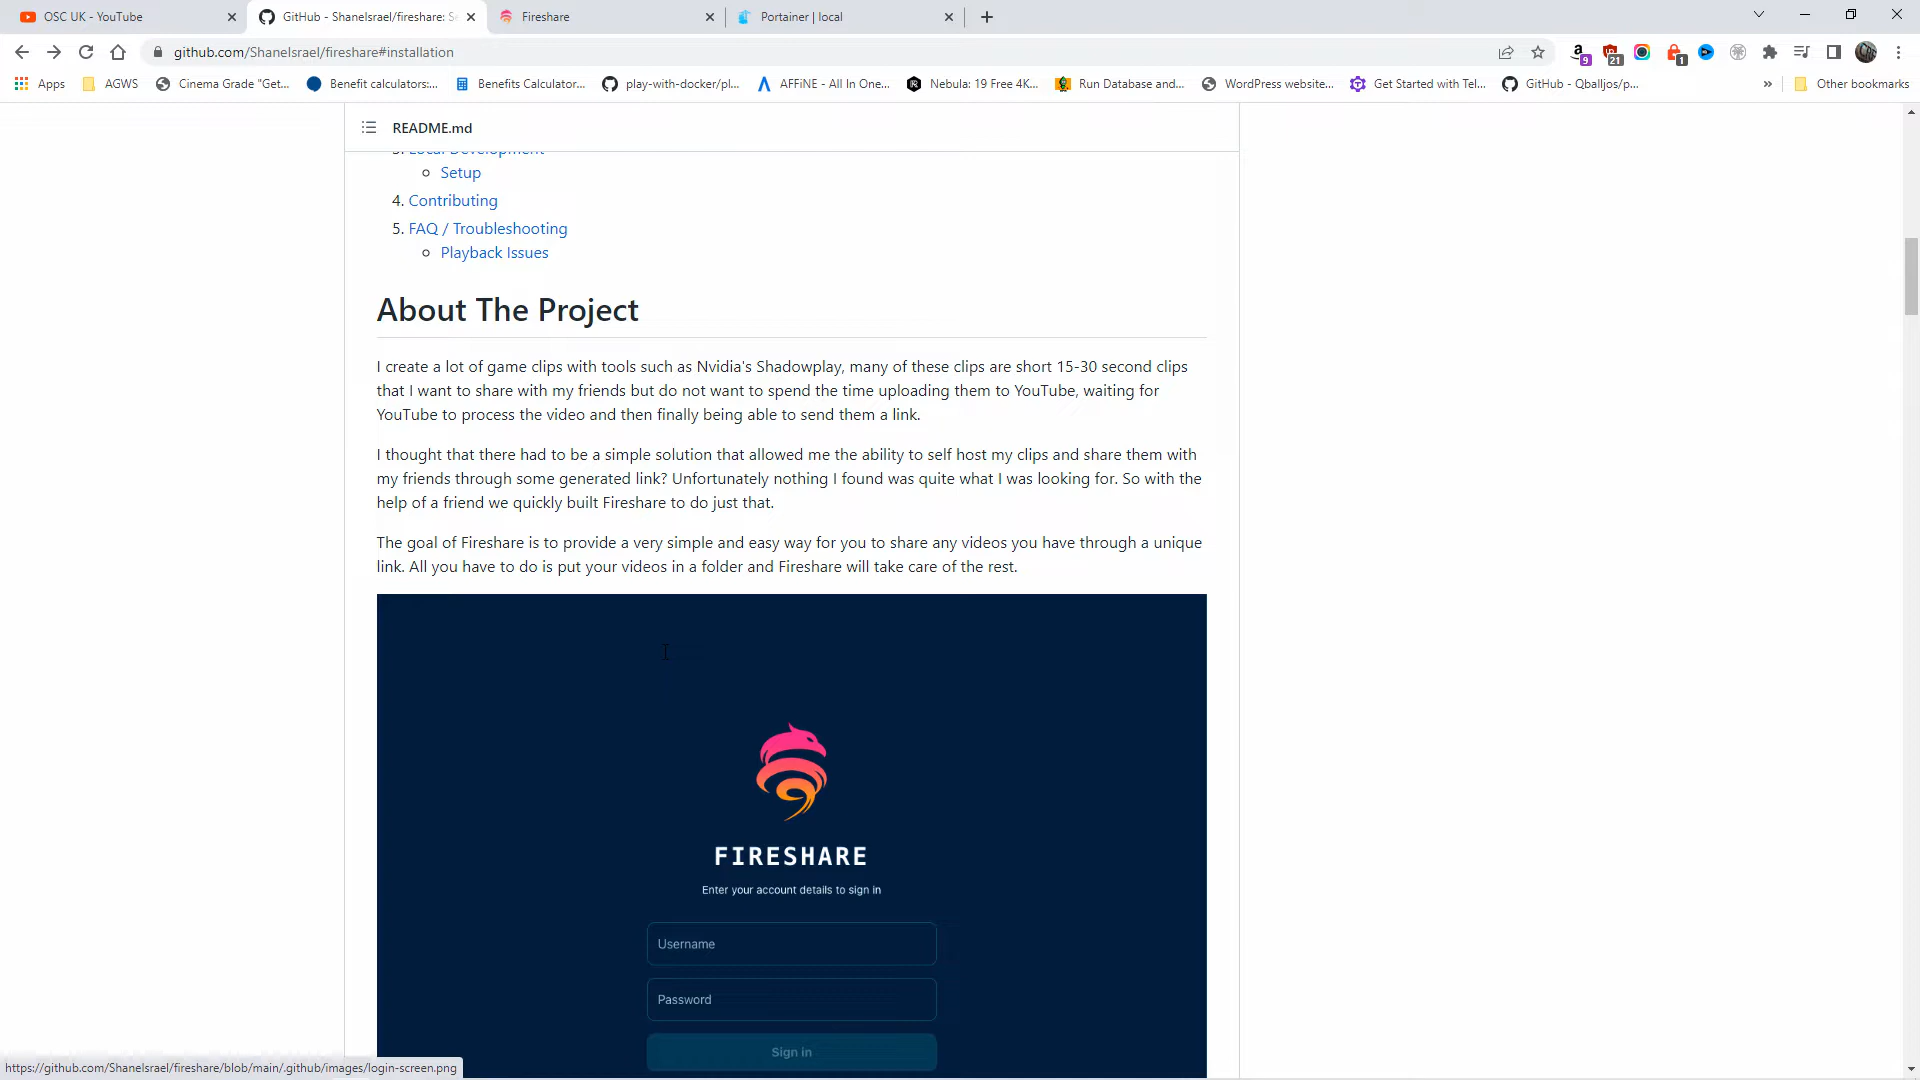 OSC UK - YouTube
GitHub - ShaneIsrael/fireshare: Se
Fireshare
Portainer | local
github.com/ShaneIsrael/fireshare#installation
9
21
1
Apps
AGWS
Cinema Grade "Get...
Benefit calculators:...
Benefits Calculator...
play-with-docker/pl...
AFFiNE - All In One...
Nebula: 19 Free 4K...
Run Database and...
WordPress website...
Get Started with Tel...
GitHub - Qballjos/p...
»
Other bookmarks
README.md
3. Local Development
Setup
4. Contributing
5. FAQ / Troubleshooting
Playback Issues
About The Project
I create a lot of game clips with tools such as Nvidia's Shadowplay, many of these clips are short 15-30 second clips
that I want to share with my friends but do not want to spend the time uploading them to YouTube, waiting for
YouTube to process the video and then finally being able to send them a link.
I thought that there had to be a simple solution that allowed me the ability to self host my clips and share them with
my friends through some generated link? Unfortunately nothing I found was quite what I was looking for. So with the
help of a friend we quickly built Fireshare to do just that.
The goal of Fireshare is to provide a very simple and easy way for you to share any videos you have through a unique
link. All you have to do is put your videos in a folder and Fireshare will take care of the rest.
FIRESHARE
Enter your account details to sign in
Username
Password
Sign in
https://github.com/ShaneIsrael/fireshare/blob/main/.github/images/login-screen.png